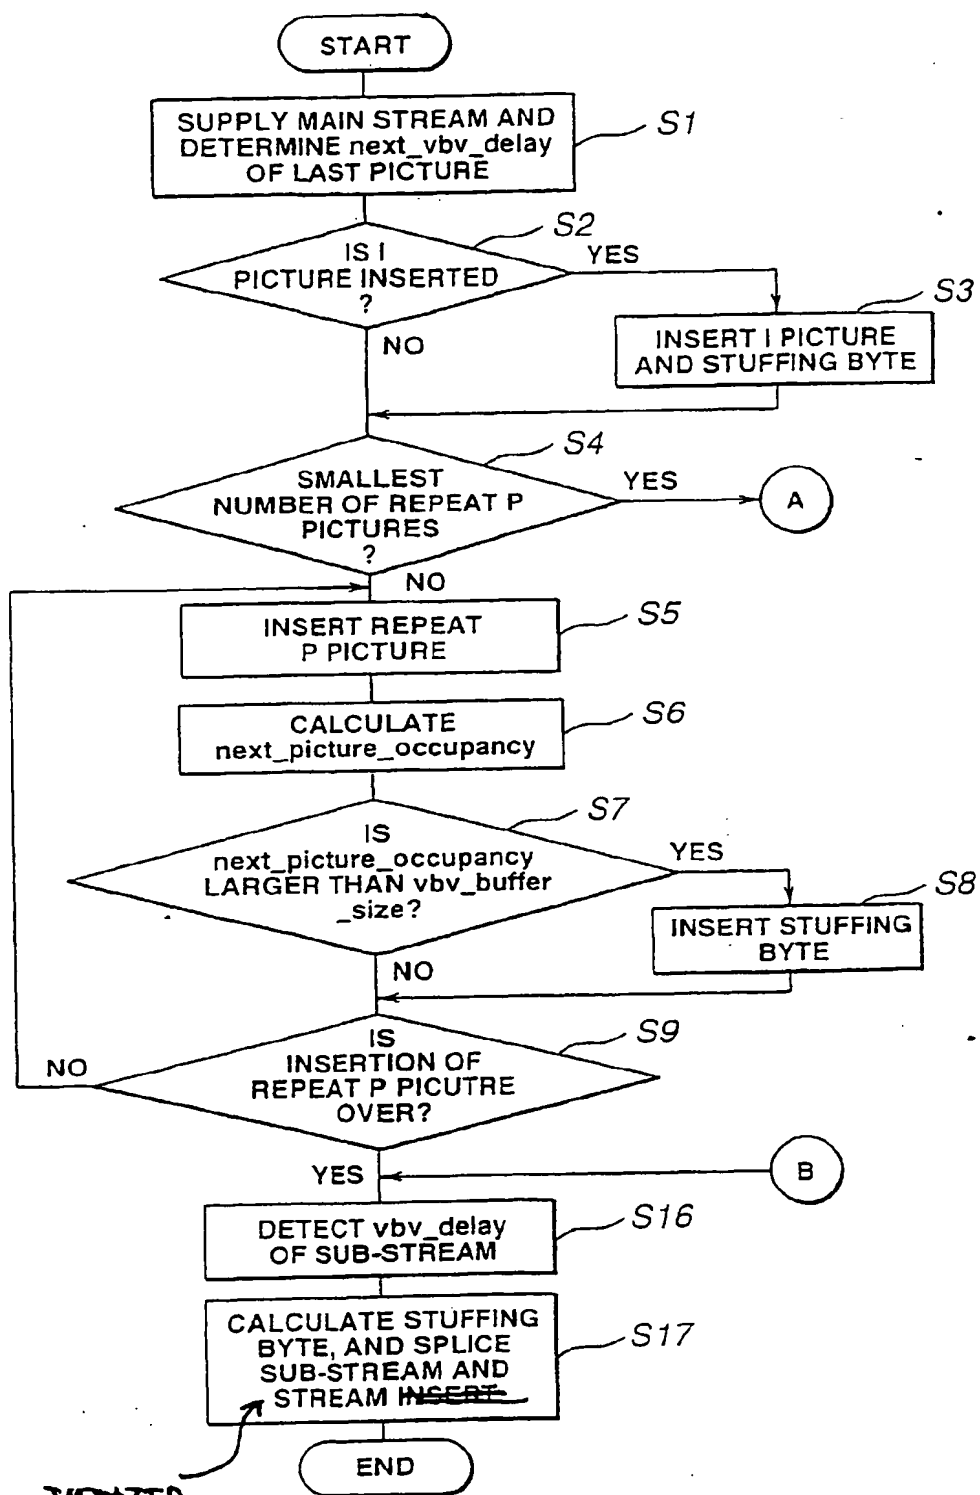 START
SUPPLY MAIN STREAM AND
DETERMINE next_vbv_delay
OF LAST PICTURE
S1
IS I
PICTURE INSERTED
?
S2
YES
NO
INSERT I PICTURE
AND STUFFING BYTE
S3
SMALLEST
NUMBER OF REPEAT P
PICTURES
?
S4
YES
A
NO
INSERT REPEAT
P PICTURE
S5
CALCULATE
next_picture_occupancy
S6
IS
next_picture_occupancy
LARGER THAN vbv_buffer
_size?
S7
YES
INSERT STUFFING
BYTE
S8
NO
IS
INSERTION OF
REPEAT P PICUTRE
OVER?
S9
NO
YES
B
DETECT vbv_delay
OF SUB-STREAM
S16
CALCULATE STUFFING
BYTE, AND SPLICE
SUB-STREAM AND
STREAM INSERT
S17
END